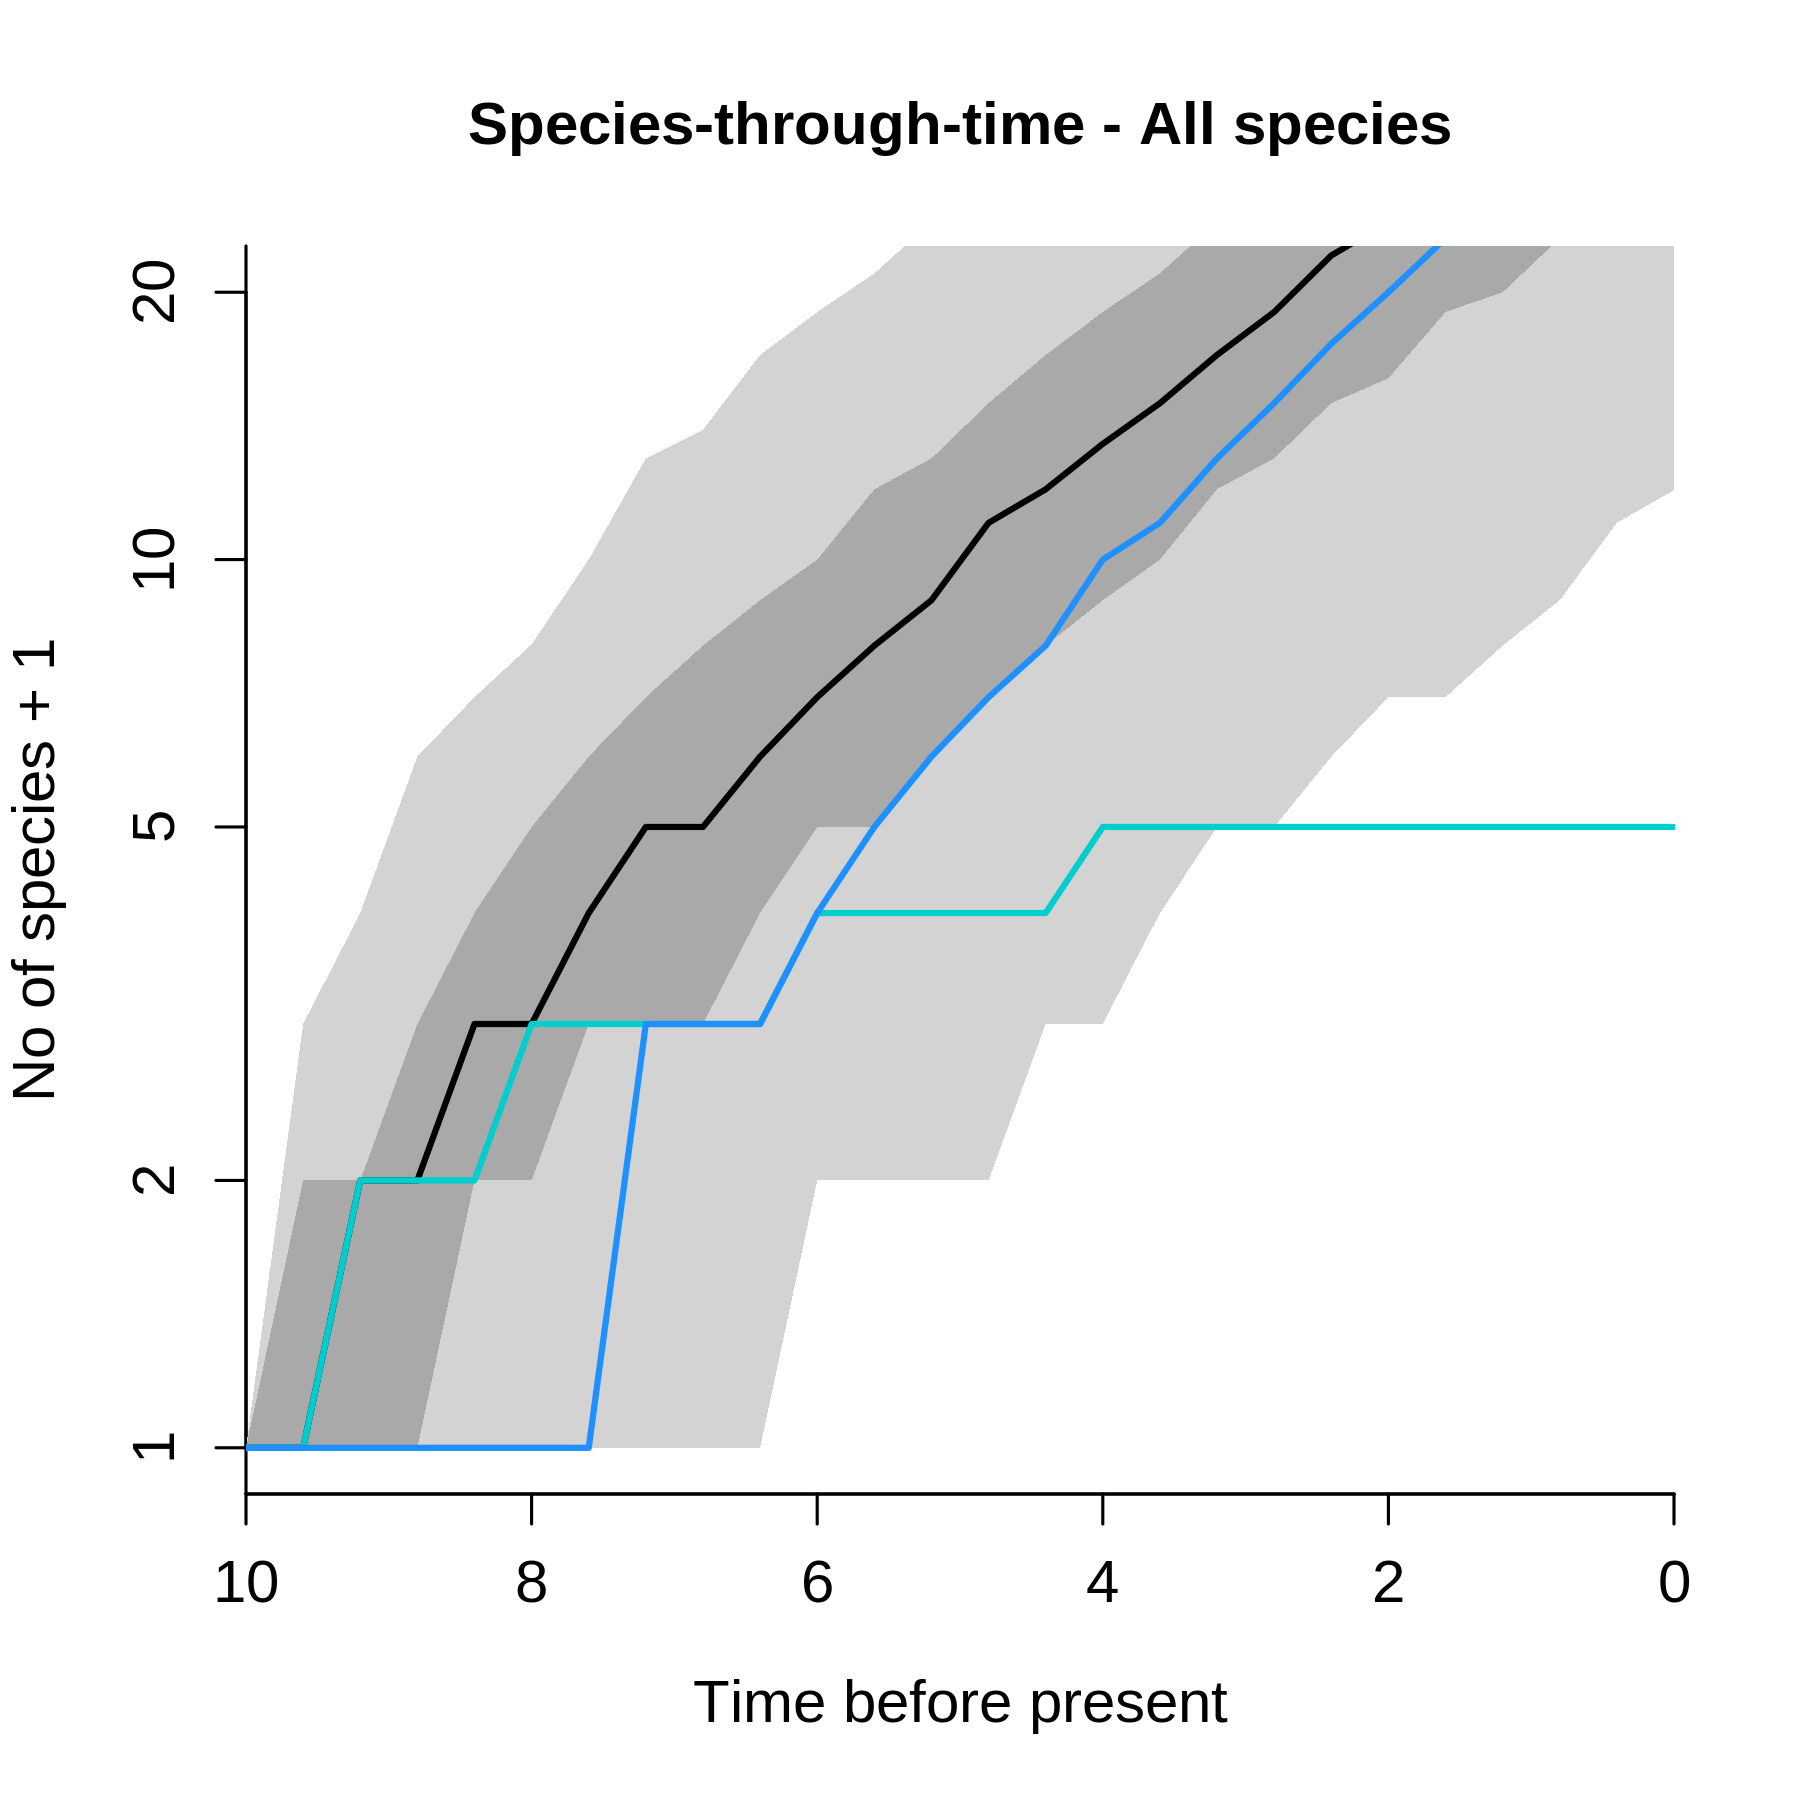 Species-through-time - All species
No of species + 1
20
10
5
2
1
10 8 6 4 2 0
Time before present